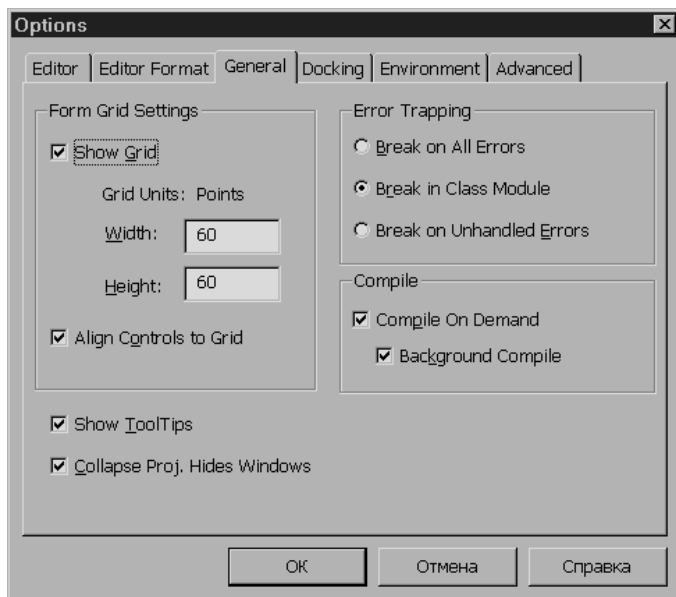 Options
Editor
Editor Format
General
Docking
Environment
Advanced
Form Grid Settings
Show Grid
Grid Units: Points
Width: 60
Height: 60
Align Controls to Grid
Show ToolTips
Collapse Proj. Hides Windows
Error Trapping
Break on All Errors
Break in Class Module
Break on Unhandled Errors
Compile
Compile On Demand
Background Compile
ОК
Отмена
Справка